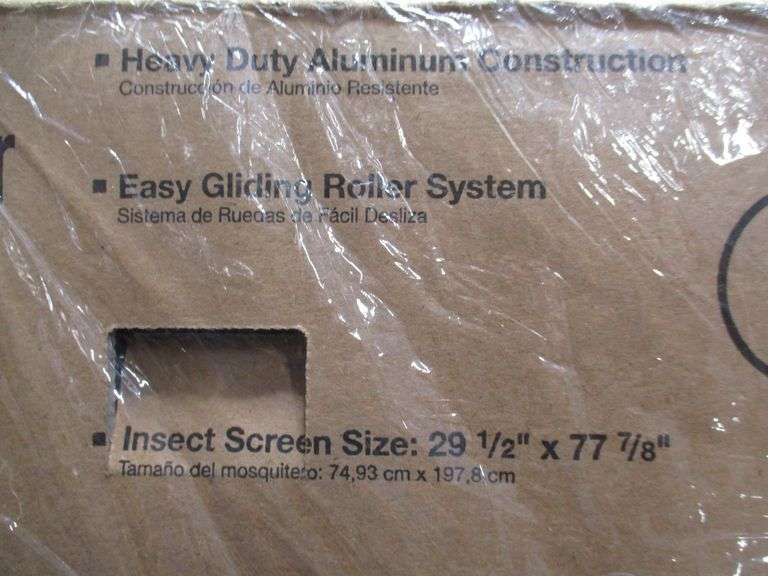 ▪ Heavy Duty Aluminum Construction
Construcción de Aluminio Resistente
r
▪ Easy Gliding Roller System
Sistema de Ruedas de Fácil Desliza
▪ Insect Screen Size: 29 1/2" x 77 7/8"
Tamaño del mosquitero: 74,93 cm x 197,8 cm